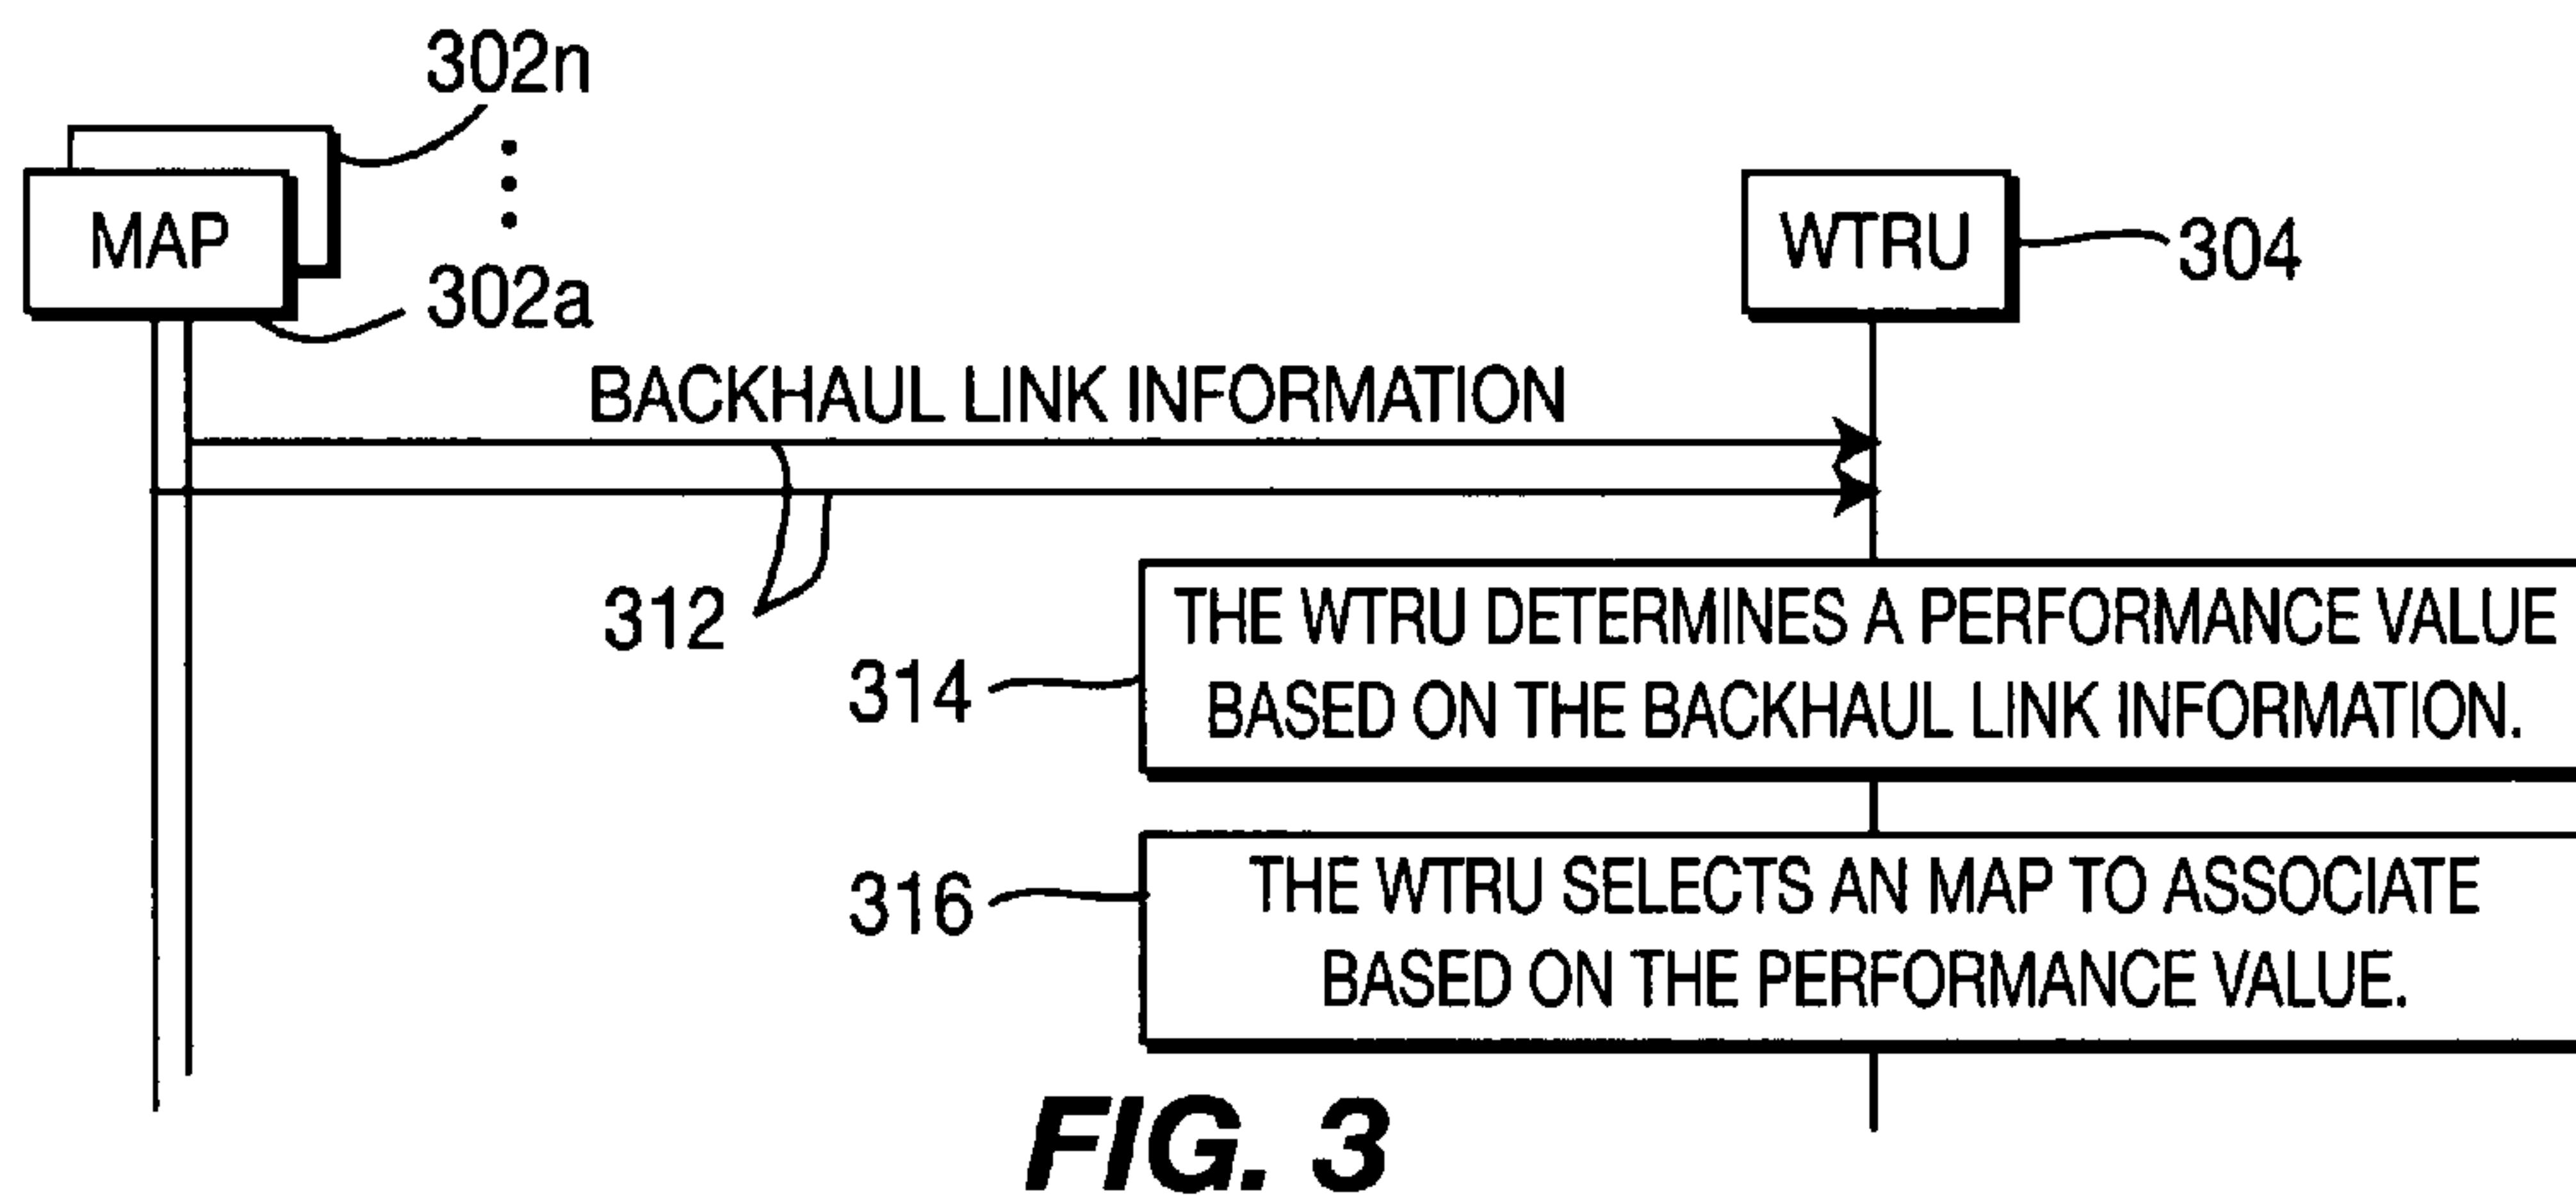 302n
MAP
WTRU
304
302a
BACKHAUL LINK INFORMATION
312
THE WTRU DETERMINES A PERFORMANCE VALUE
BASED ON THE BACKHAUL LINK INFORMATION.
314
THE WTRU SELECTS AN MAP TO ASSOCIATE
BASED ON THE PERFORMANCE VALUE.
316
FIG. 3